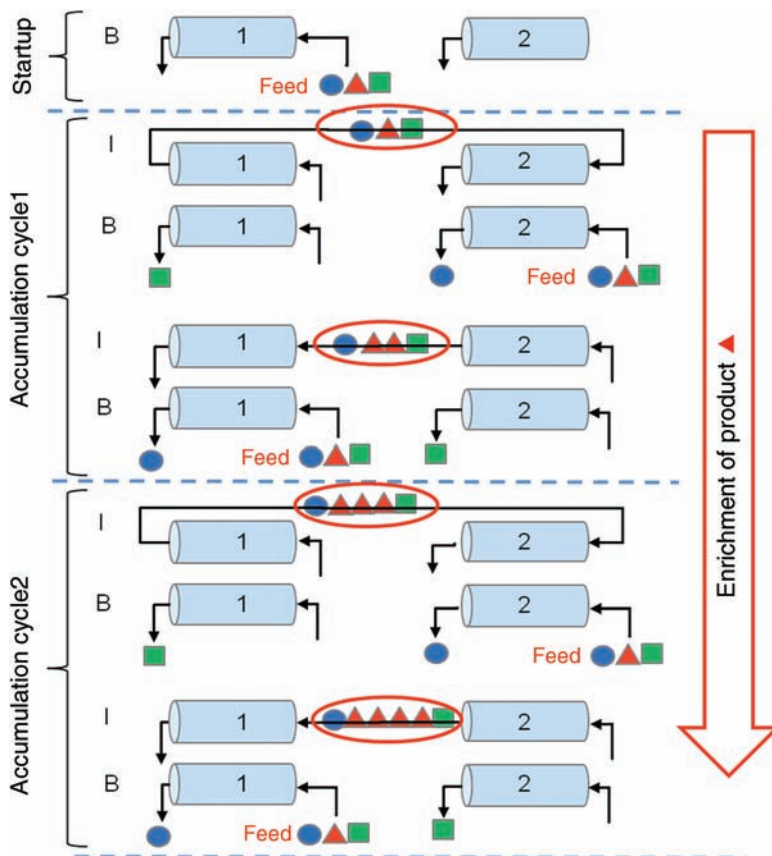 Startup
B
1
2
Feed
Accumulation cycle1
I
1
2
B
1
2
Feed
I
1
2
B
1
2
Feed
Accumulation cycle2
I
1
2
B
1
2
Feed
I
1
2
B
1
2
Feed
Enrichment of product